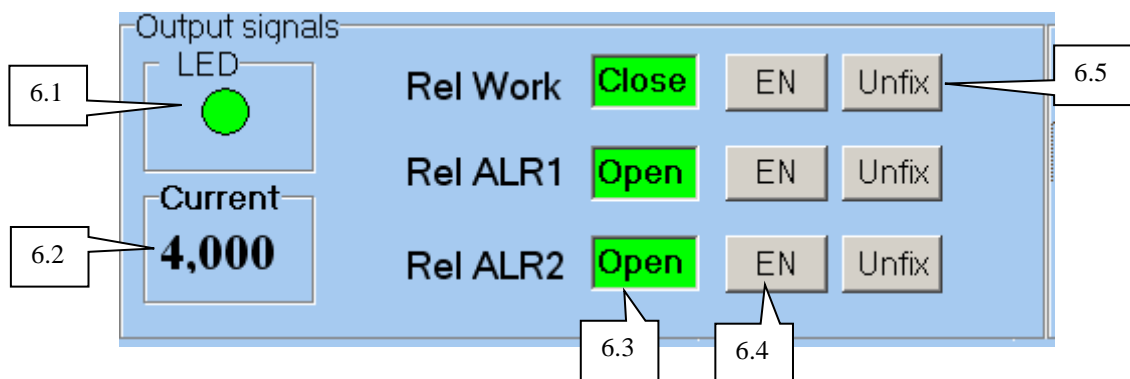 Output signals
LED
6.1
Rel Work Close EN Unfix
6.5
Rel ALR1 Open EN Unfix
Current
4,000
6.2
Rel ALR2 Open EN Unfix
6.3
6.4